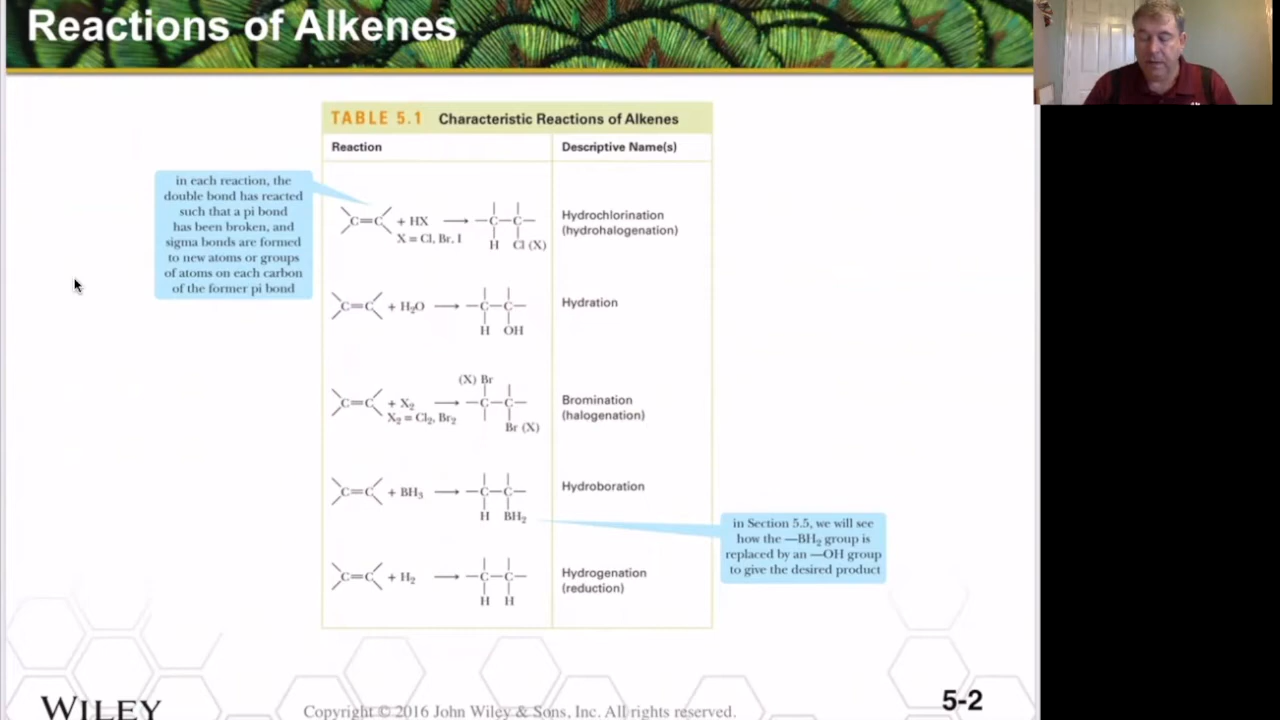 Reactions of Alkenes
TABLE 5.1 Characteristic Reactions of Alkenes
Reaction Descriptive Name(s)
in each reaction, the
double bond has reacted
such that a pi bond
has been broken, and
sigma bonds are formed
to new atoms or groups
of atoms on each carbon
of the former pi bond
C=C + HX ⟶ −C−C−
X = Cl, Br, I
H Cl (X)
Hydrochlorination
(hydrohalogenation)
C=C + H₂O ⟶ −C−C−
H OH
Hydration
(X) Br
C=C + X₂ ⟶ −C−C−
X₂ = Cl₂, Br₂
Br (X)
Bromination
(halogenation)
C=C + BH₃ ⟶ −C−C−
H BH₂
Hydroboration
in Section 5.5, we will see
how the —BH₂ group is
replaced by an —OH group
to give the desired product
C=C + H₂ ⟶ −C−C−
H H
Hydrogenation
(reduction)
WILEY
Copyright © 2016 John Wiley & Sons, Inc. All rights reserved.
5-2